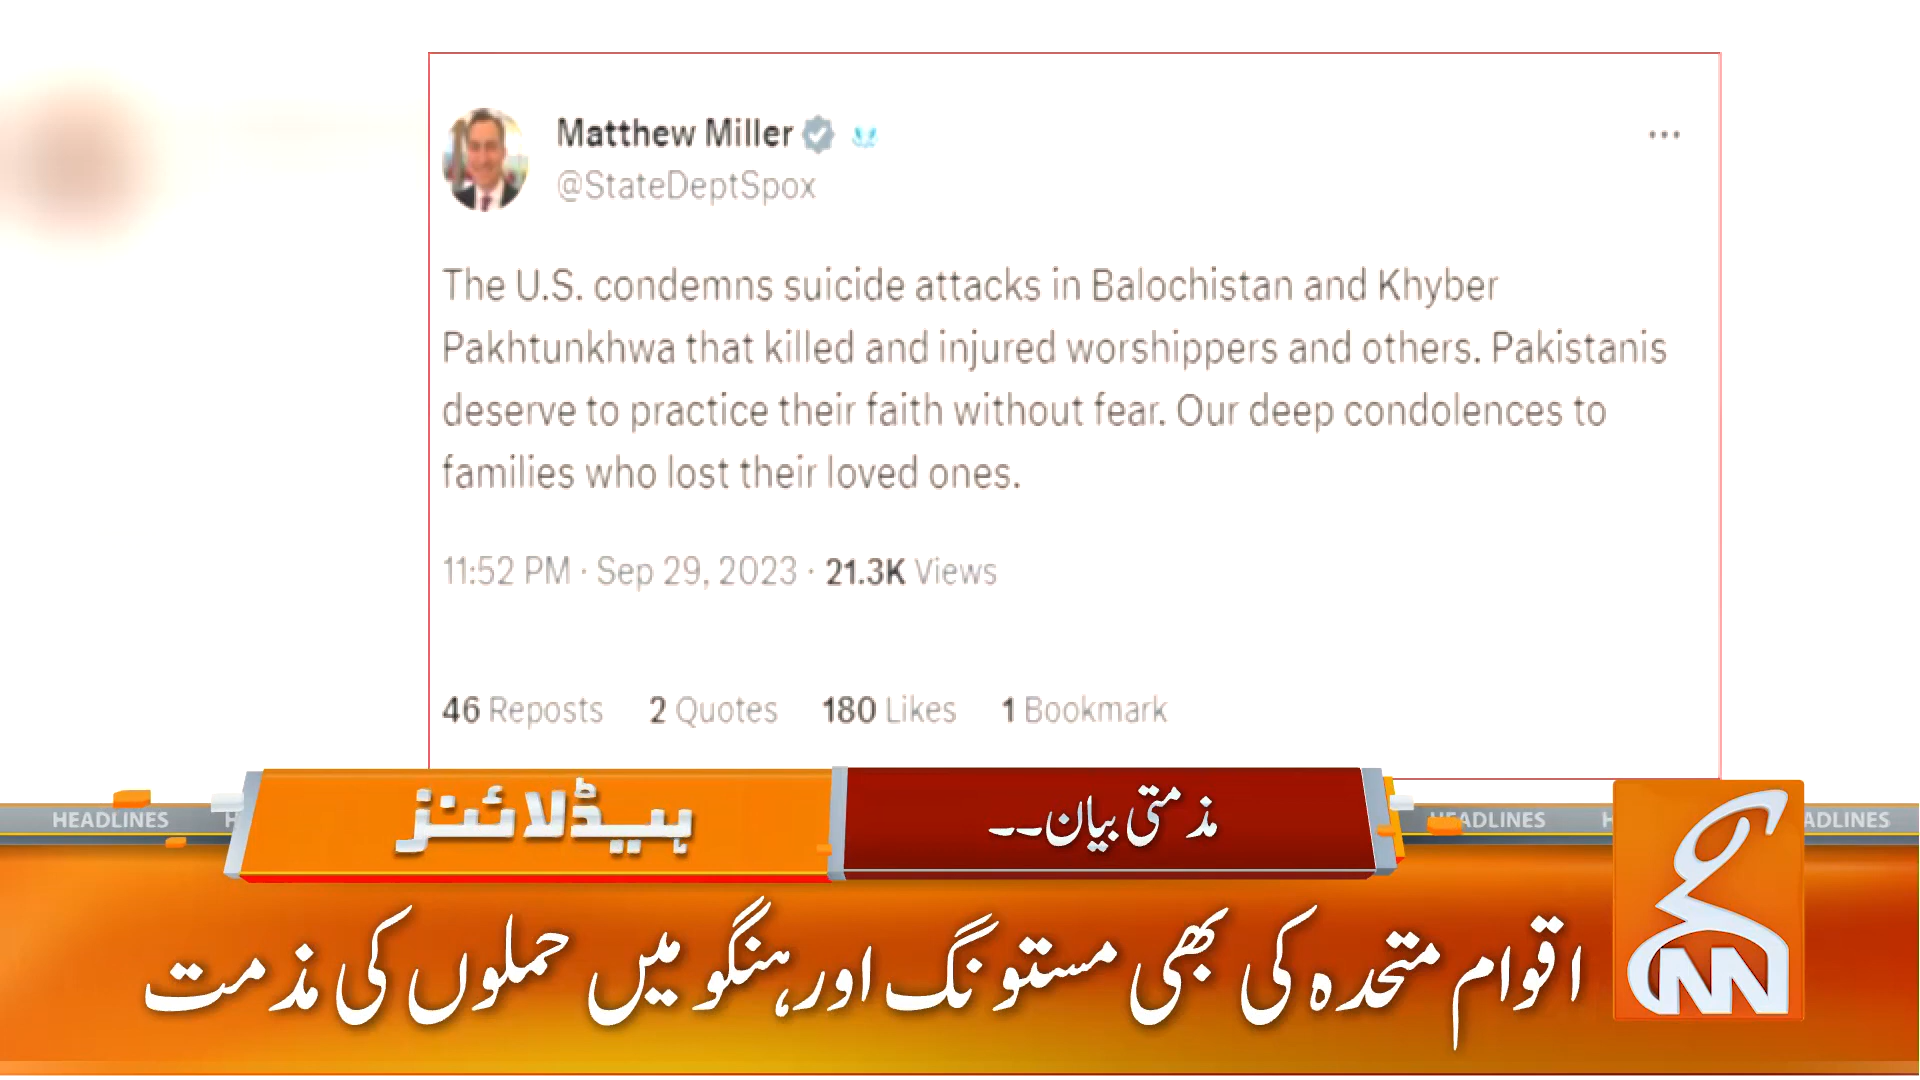 Matthew Miller
@StateDeptSpox
The U.S. condemns suicide attacks in Balochistan and Khyber
Pakhtunkhwa that killed and injured worshippers and others. Pakistanis
deserve to practice their faith without fear. Our deep condolences to
families who lost their loved ones.
11:52 PM · Sep 29, 2023 · 21.3K Views
46 Reposts 2 Quotes 180 Likes 1 Bookmark
HEADLINES H ہیڈلائنز مذمتی بیان۔۔ HEADLINES H ADLINES
اقوام متحدہ کی بھی مستونگ اور ہنگو میں حملوں کی مذمت
GNN